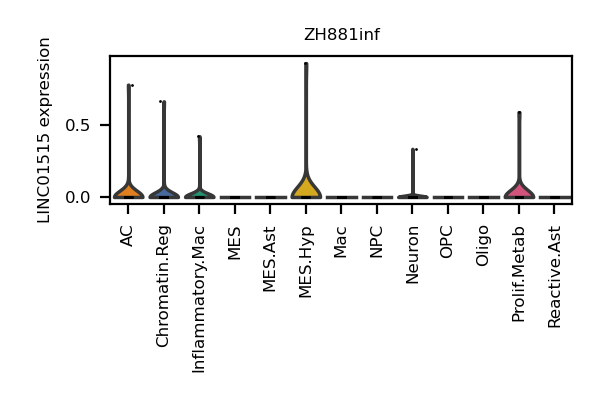 ZH881inf
LINC01515 expression
0.5
0.0
AC
Chromatin.Reg
Inflammatory.Mac
MES
MES.Ast
MES.Hyp
Mac
NPC
Neuron
OPC
Oligo
Prolif.Metab
Reactive.Ast